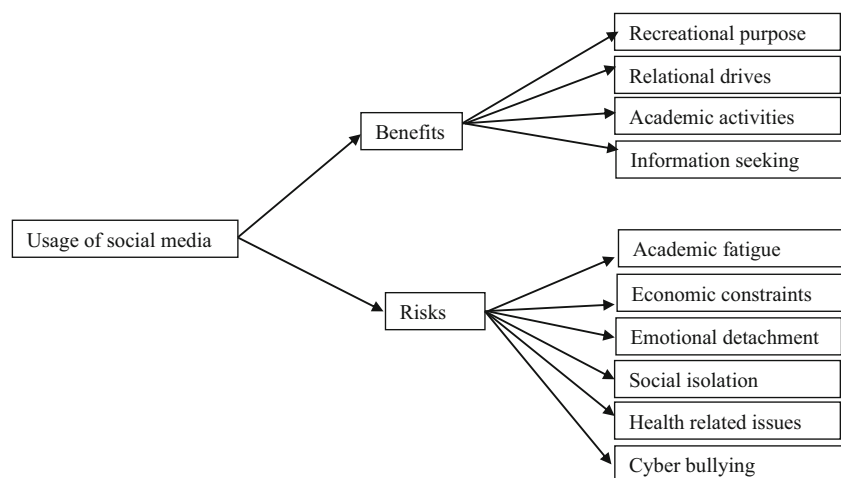 Recreational purpose
Relational drives
Benefits
Academic activities
Information seeking
Usage of social media
Academic fatigue
Economic constraints
Risks
Emotional detachment
Social isolation
Health related issues
Cyber bullying